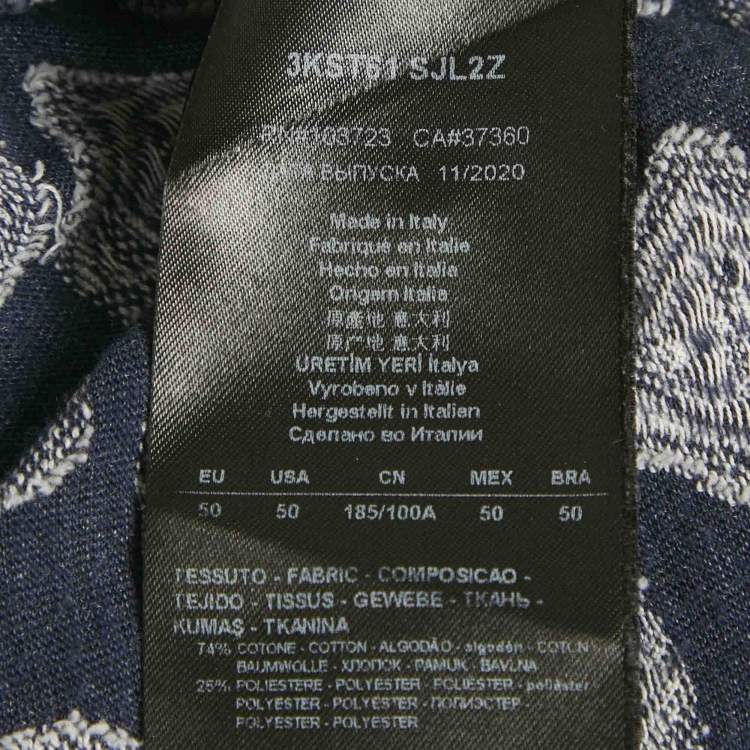 3KST61 SJL2Z
RN#103723 CA#37360
ДАТА ВЫПУСКА 11/2020
Made in Italy
Fabriqué en Italie
Hecho en Italia
Origem Italia
原產地 意大利
原产地 意大利
ÜRETİM YERİ İtalya
Vyrobeno v Itálie
Hergestellt in Italien
Сделано во Италии
EU USA CN MEX BRA
50 50 185/100A 50 50
TESSUTO - FABRIC - COMPOSICAO -
TEJIDO - TISSUS - GEWEBE - ТКАНЬ -
KUMAŞ - TKANINA
74% COTONE - COTTON - ALGODÃO - algodón - COTON
BAUMWOLLE - ХЛОПОК - PAMUK - BAVLNA
26% POLIESTERE - POLYESTER - POLIESTER - poliéster
POLYESTER - POLYESTER - ПОЛИЭСТЕР -
POLYESTER - POLYESTER